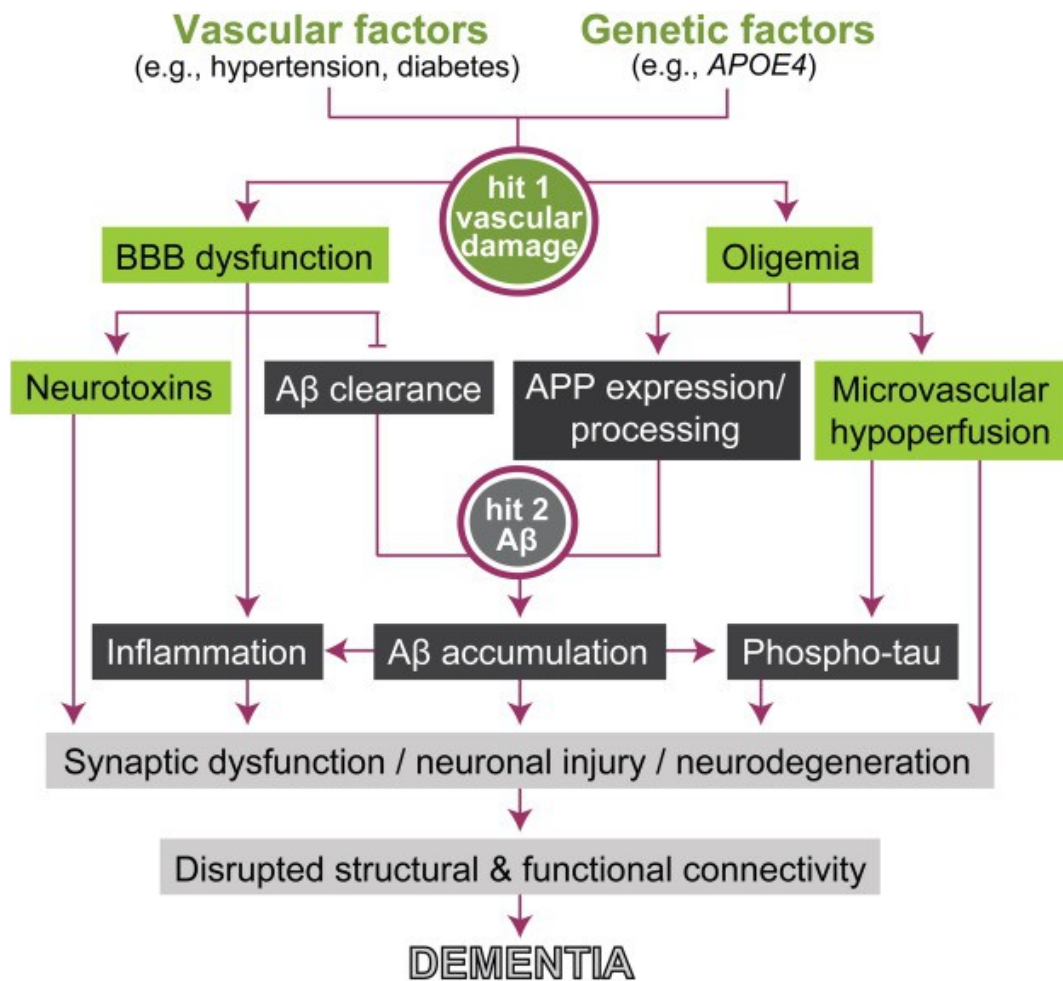 Vascular factors
(e.g., hypertension, diabetes)
Genetic factors
(e.g., APOE4)
hit 1
vascular
damage
BBB dysfunction
Oligemia
Neurotoxins
Aβ clearance
APP expression/
processing
Microvascular
hypoperfusion
hit 2
Aβ
Inflammation
Aβ accumulation
Phospho-tau
Synaptic dysfunction / neuronal injury / neurodegeneration
Disrupted structural & functional connectivity
DEMENTIA